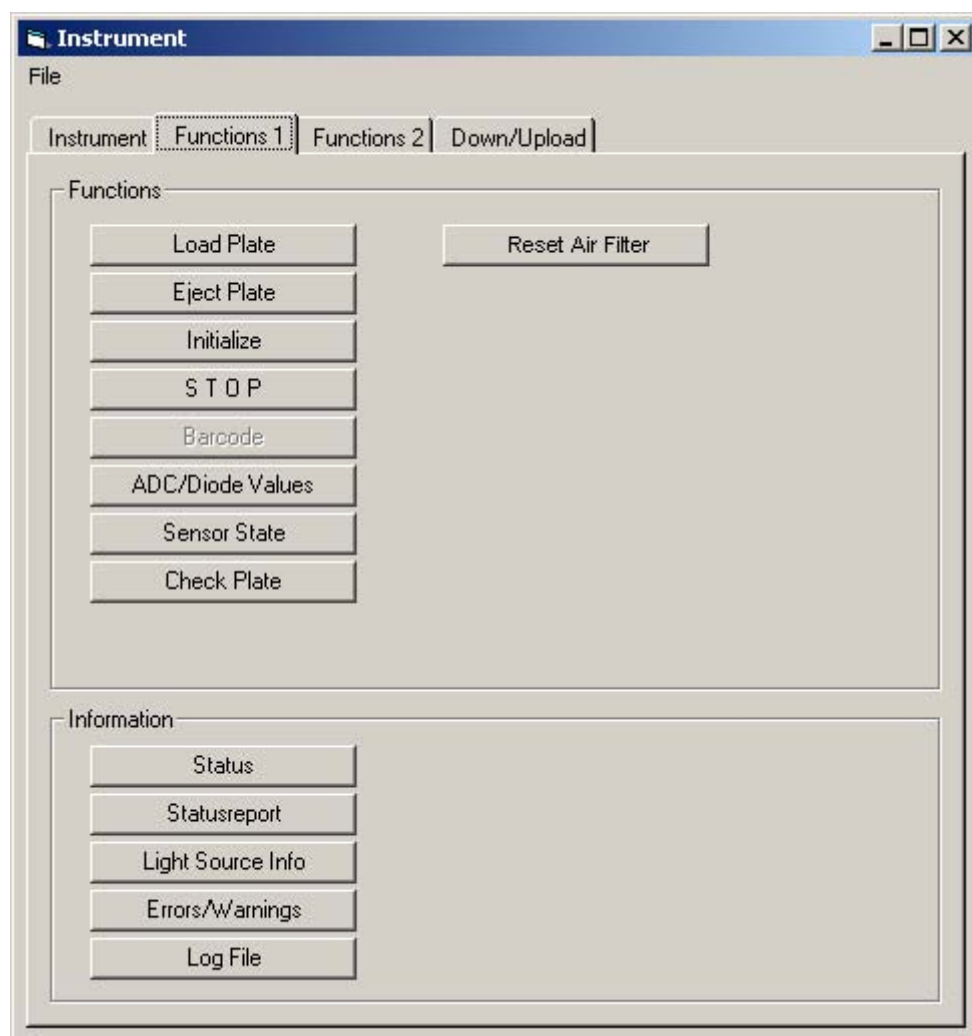 Instrument
File
Instrument Functions 1 Functions 2 Down/Upload
Functions
Load Plate Reset Air Filter
Eject Plate
Initialize
S T O P
Barcode
ADC/Diode Values
Sensor State
Check Plate
Information
Status
Statusreport
Light Source Info
Errors/Warnings
Log File